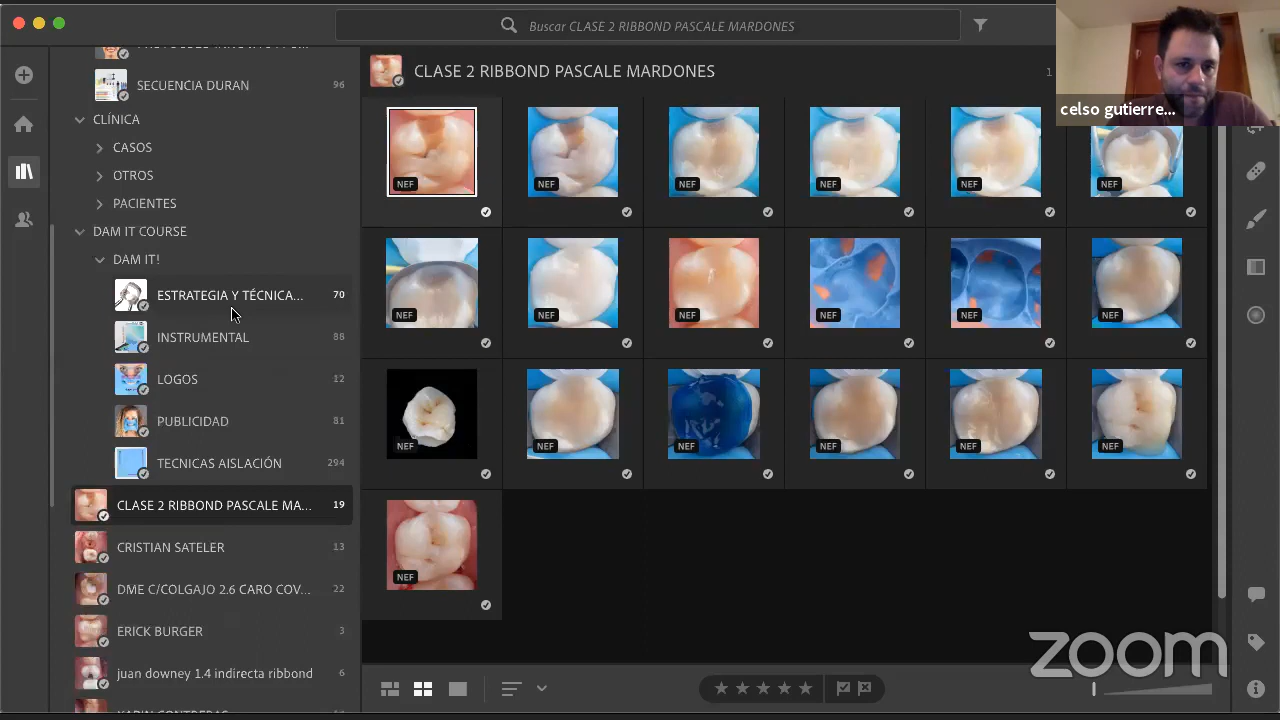 Buscar CLASE 2 RIBBOND PASCALE MARDONES
SECUENCIA DURAN 96
CLÍNICA
CASOS
OTROS
PACIENTES
DAM IT COURSE
DAM IT!
ESTRATEGIA Y TÉCNICA... 70
INSTRUMENTAL 88
LOGOS 12
PUBLICIDAD 81
TECNICAS AISLACIÓN 294
CLASE 2 RIBBOND PASCALE MA... 19
CRISTIAN SATELER 13
DME C/COLGAJO 2.6 CARO COV... 22
ERICK BURGER 3
juan downey 1.4 indirecta ribbond 6
CLASE 2 RIBBOND PASCALE MARDONES 1
celso gutierre...
NEF NEF NEF NEF NEF NEF
NEF NEF NEF NEF NEF NEF
NEF NEF NEF NEF NEF NEF
NEF
zoom